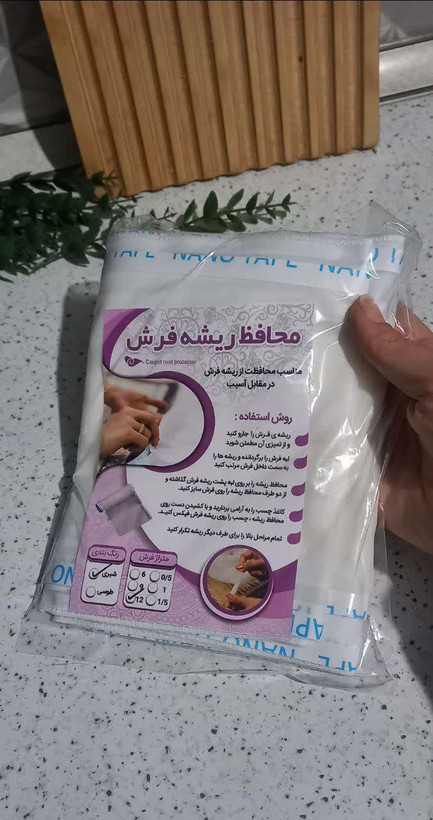 NANO TAPE
محافظ ریشه فرش
Carpet root protector
مناسب محافظت از ریشه فرش
در مقابل آسیب
روش استفاده :
ریشه ی فرش را جارو کنید
و از تمیزی آن مطمئن شوید
لبه فرش را برگردانده و ریشه ها را
به سمت داخل فرش مرتب کنید
محافظ ریشه را بر روی لبه پشت ریشه فرش گذاشته و
از دو طرف محافظ ریشه را روی فرش سایز کنید.
کاغذ چسب را به آرامی بردارید و با کشیدن دست روی
محافظ ریشه ، چسب را روی ریشه فرش فیکس کنید.
تمام مراحل بالا را برای طرف دیگر ریشه تکرار کنید
متراژ فرش
6
0/5
9
1
12
1/5
رنگ بندی
شیری
طوسی
NANO
TAPE